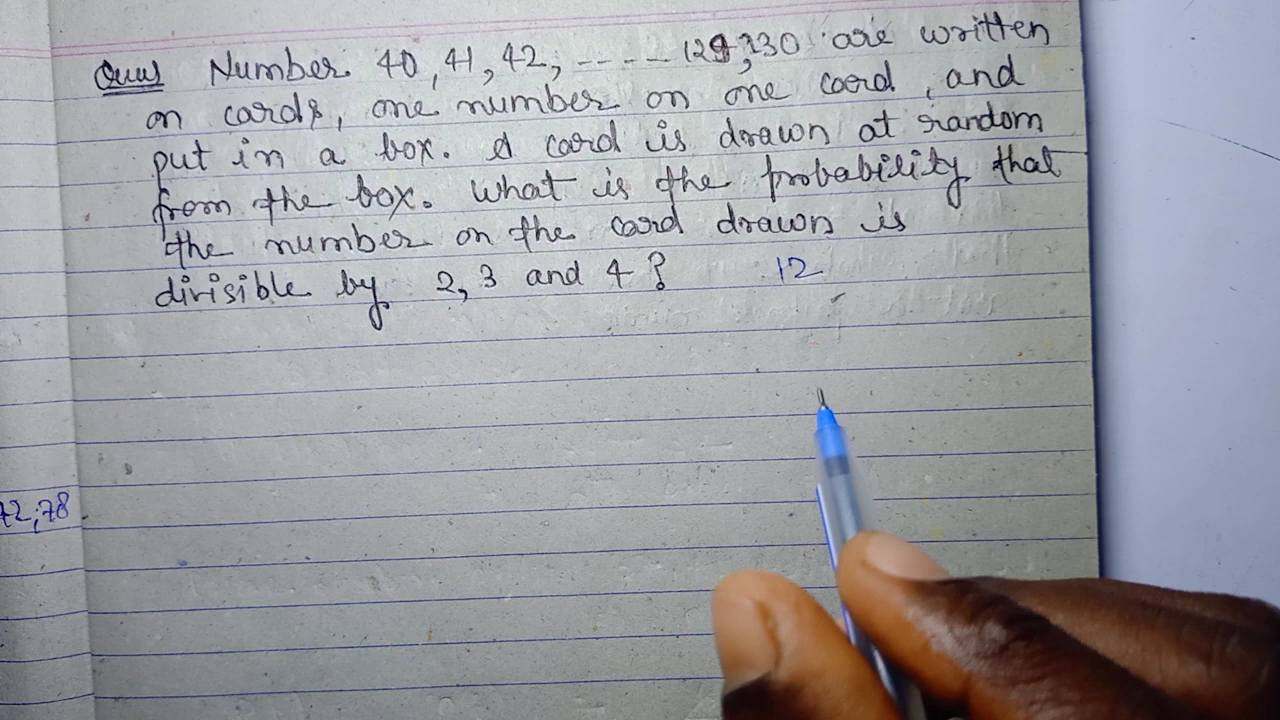 Ques Number 40, 41, 42, ----- 129, 130 are written
on cards, one number on one card, and
put in a box. A card is drawn at random
from the box. What is the probability that
the number on the card drawn is
divisible by 2, 3 and 4 ? 12
72, 78